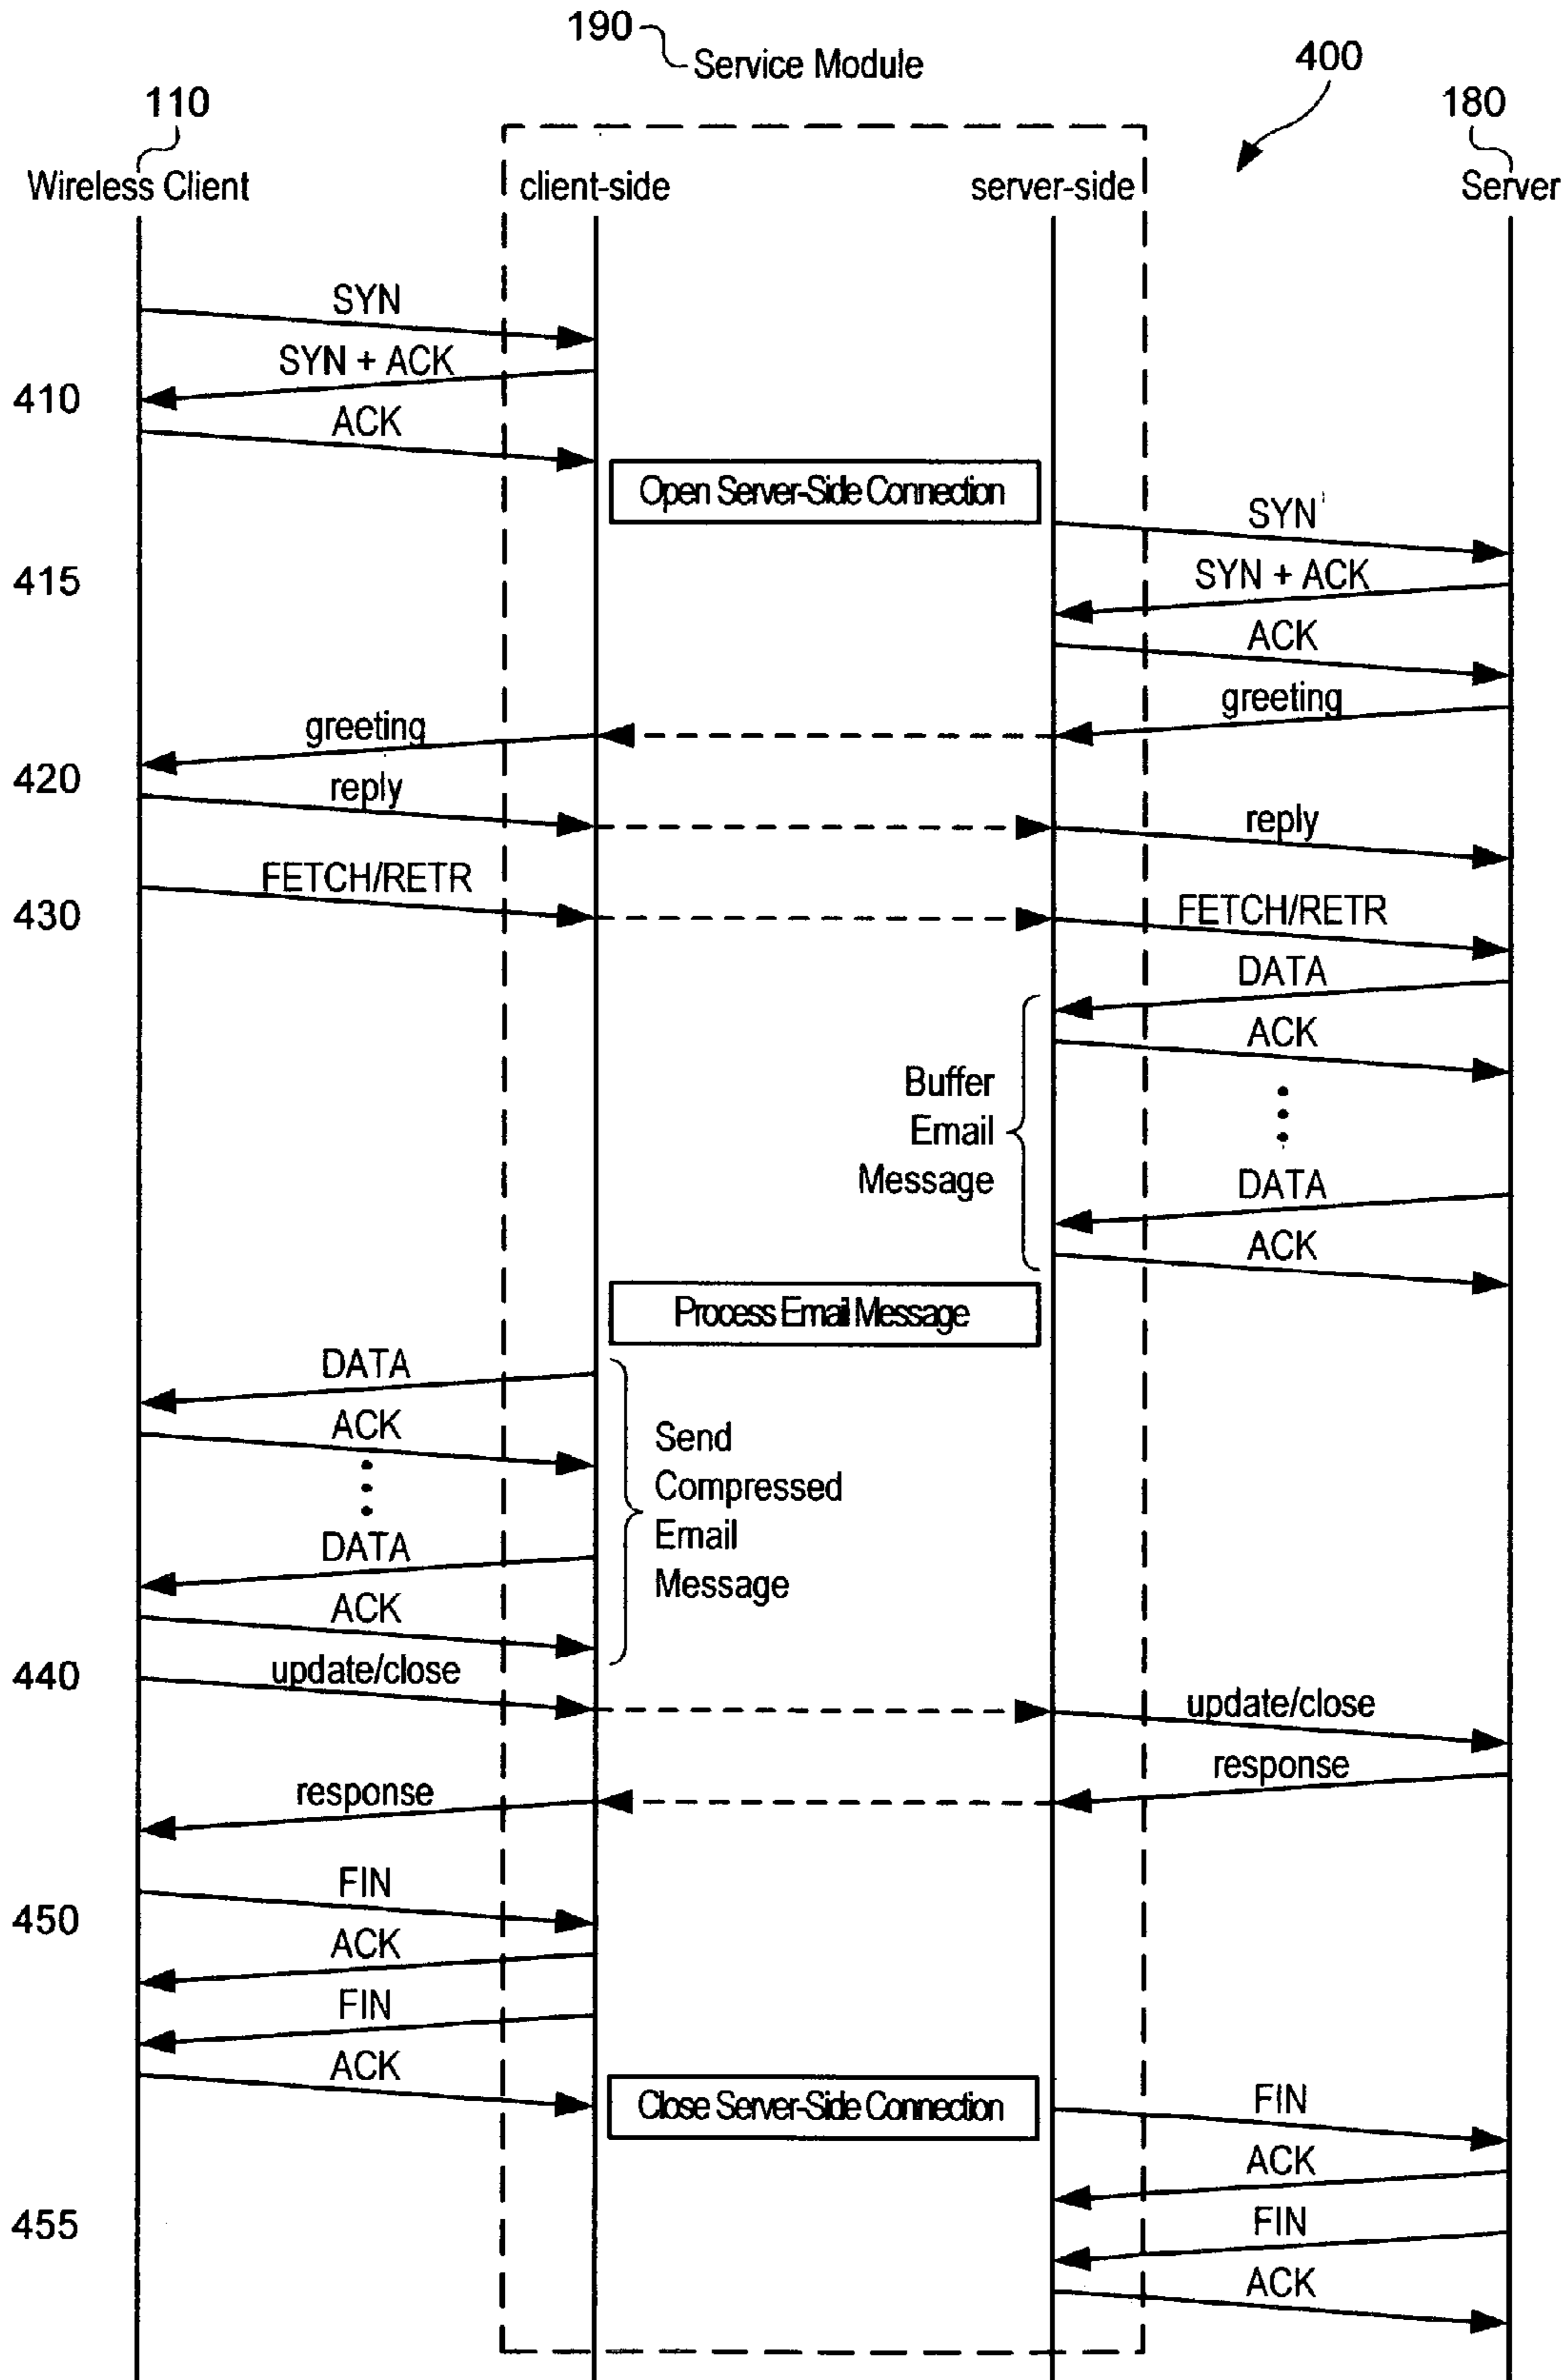 190
Service Module
400
110
180
Wireless Client
client-side
server-side
Server
SYN
SYN + ACK
410
ACK
Open Server-Side Connection
SYN
415
SYN + ACK
ACK
greeting
greeting
420
reply
reply
FETCH/RETR
430
FETCH/RETR
DATA
ACK
Buffer
Email
Message
DATA
ACK
Process Email Message
DATA
ACK
Send
Compressed
Email
Message
DATA
ACK
440
update/close
update/close
response
response
FIN
450
ACK
FIN
ACK
Close Server-Side Connection
FIN
ACK
455
FIN
ACK